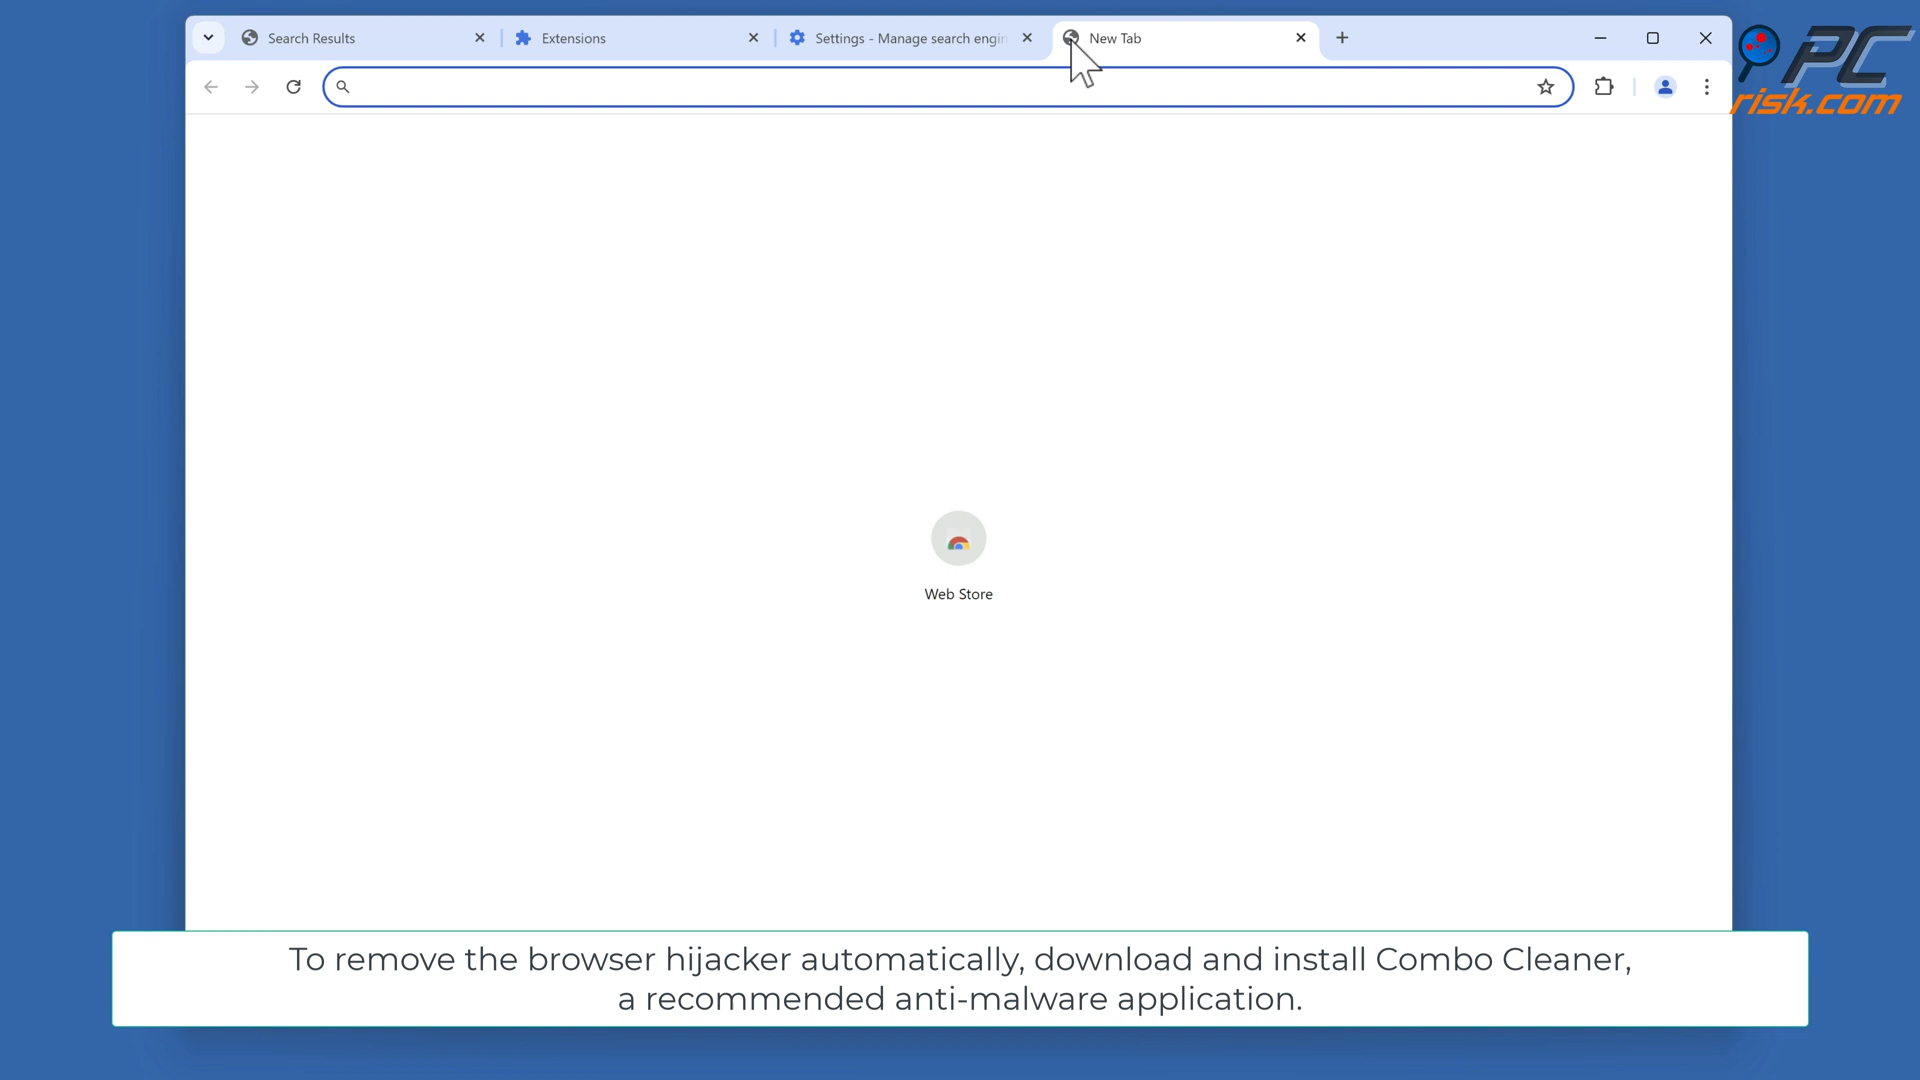 Search Results
Extensions
Settings - Manage search engin
New Tab
PC
risk.com
Web Store
To remove the browser hijacker automatically, download and install Combo Cleaner,
a recommended anti-malware application.